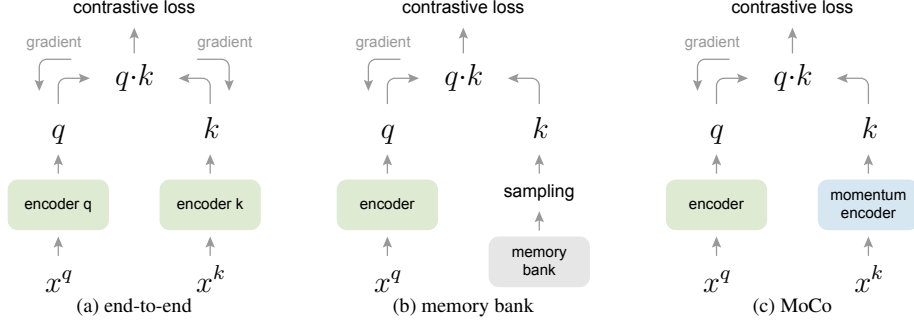 contrastive loss
gradient gradient
q·k
q k
encoder q encoder k
x^q x^k
(a) end-to-end
contrastive loss
gradient
q·k
q k
sampling
encoder
memory
bank
x^q
(b) memory bank
contrastive loss
gradient
q·k
q k
encoder
momentum
encoder
x^q x^k
(c) MoCo